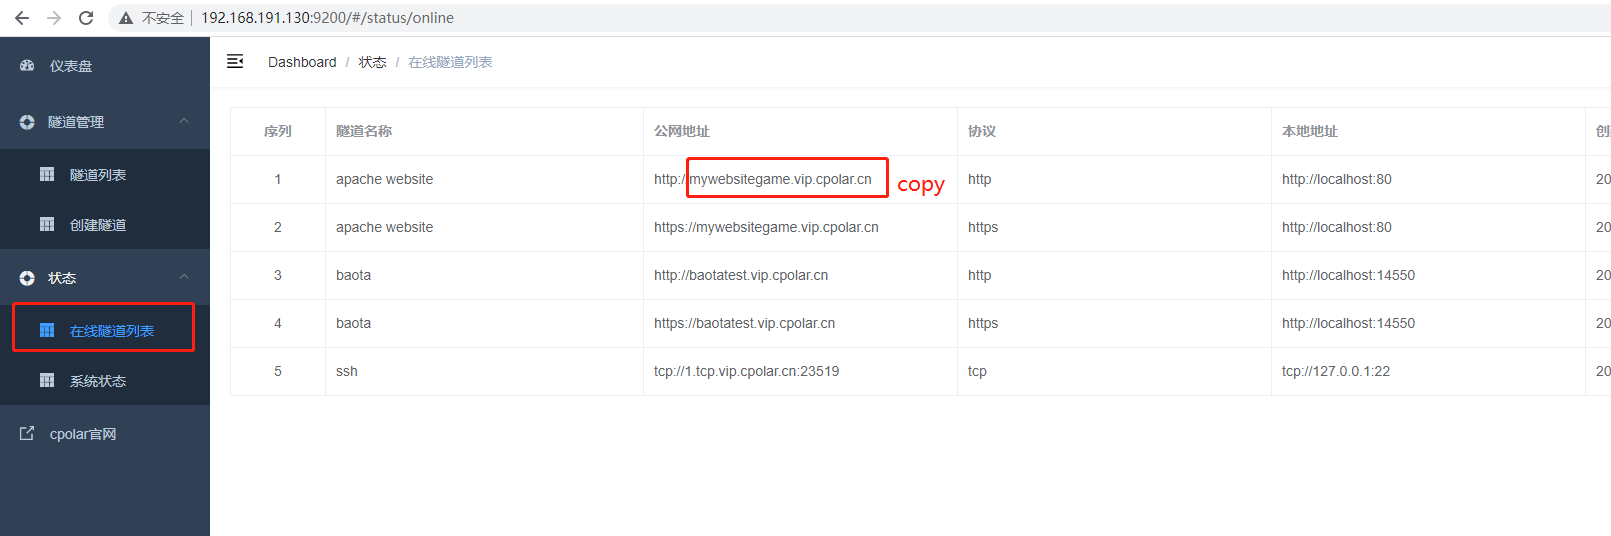 不安全 | 192.168.191.130:9200/#/status/online
仪表盘
隧道管理
隧道列表
创建隧道
状态
在线隧道列表
系统状态
cpolar官网
Dashboard / 状态 / 在线隧道列表
序列 隧道名称 公网地址 协议 本地地址 创
1 apache website http://mywebsitegame.vip.cpolar.cn http http://localhost:80 20
copy
2 apache website https://mywebsitegame.vip.cpolar.cn https http://localhost:80 20
3 baota http://baotatest.vip.cpolar.cn http http://localhost:14550 20
4 baota https://baotatest.vip.cpolar.cn https http://localhost:14550 20
5 ssh tcp://1.tcp.vip.cpolar.cn:23519 tcp tcp://127.0.0.1:22 20